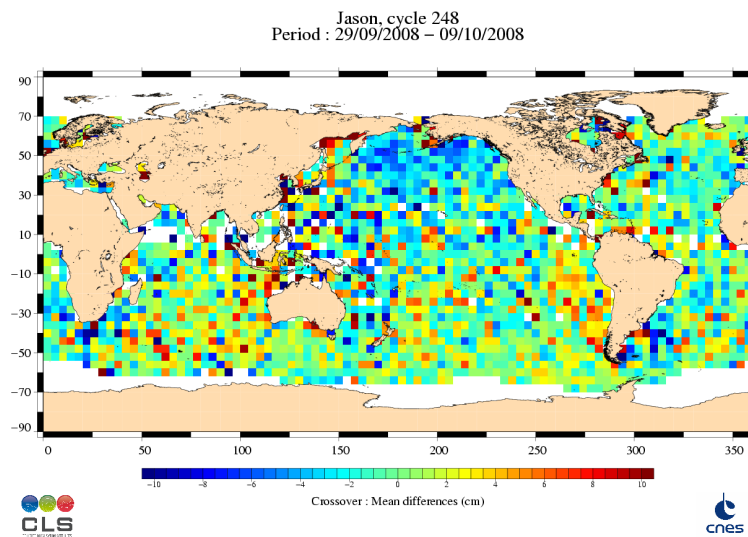 Jason, cycle 248
Period : 29/09/2008 − 09/10/2008
90
70
50
30
10
−10
−30
−50
−70
−90
0 50 100 150 200 250 300 350
−10 −8 −6 −4 −2 0 2 4 6 8 10
Crossover : Mean differences (cm)
CLS
cnes